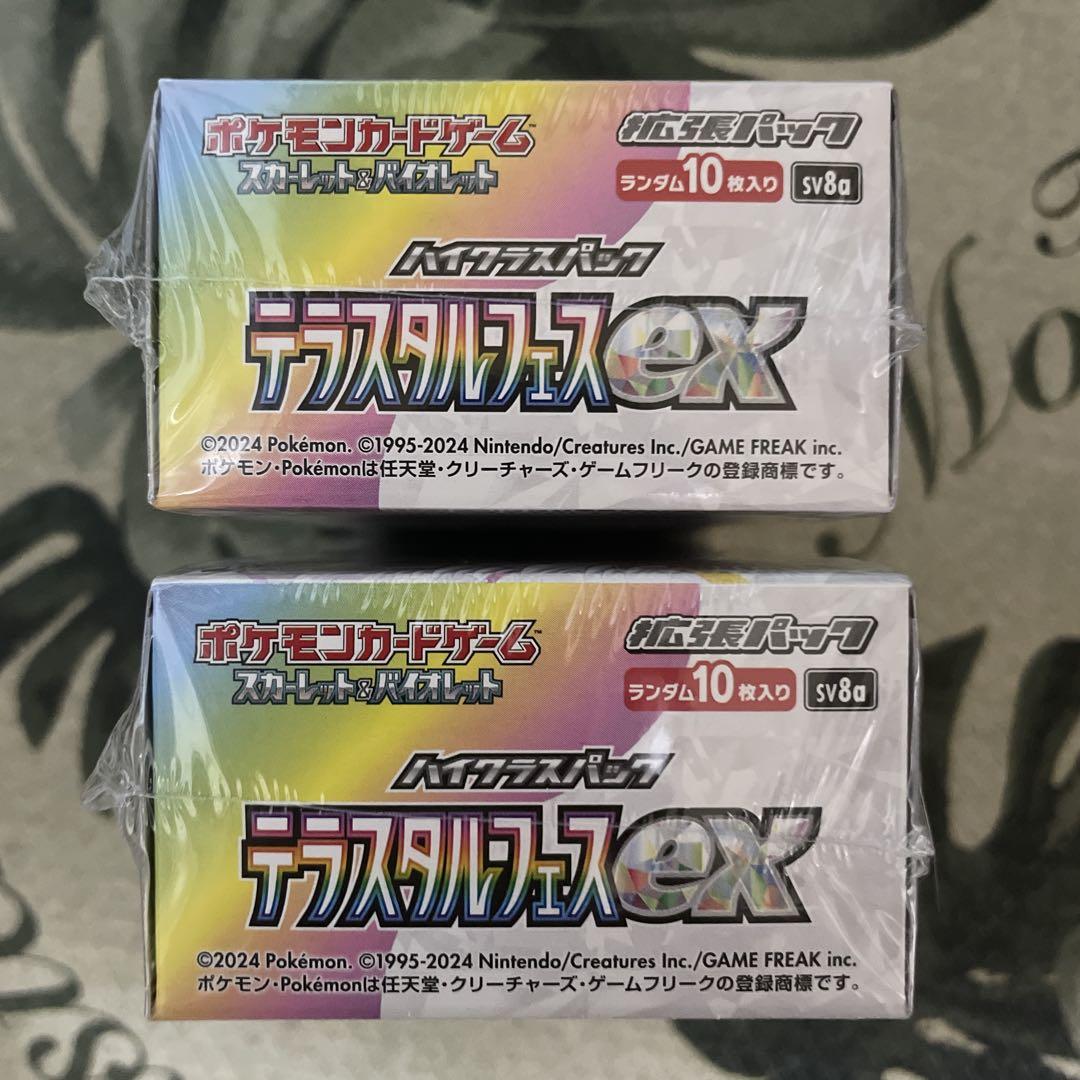 ポケモンカードゲーム™
スカーレット&バイオレット
拡張パック
ランダム10枚入り sv8a
ハイクラスパック
テラスタルフェスex
©2024 Pokémon. ©1995-2024 Nintendo/Creatures Inc./GAME FREAK inc.
ポケモン・Pokémonは任天堂・クリーチャーズ・ゲームフリークの登録商標です。
ポケモンカードゲーム™
スカーレット&バイオレット
拡張パック
ランダム10枚入り sv8a
ハイクラスパック
テラスタルフェスex
©2024 Pokémon. ©1995-2024 Nintendo/Creatures Inc./GAME FREAK inc.
ポケモン・Pokémonは任天堂・クリーチャーズ・ゲームフリークの登録商標です。